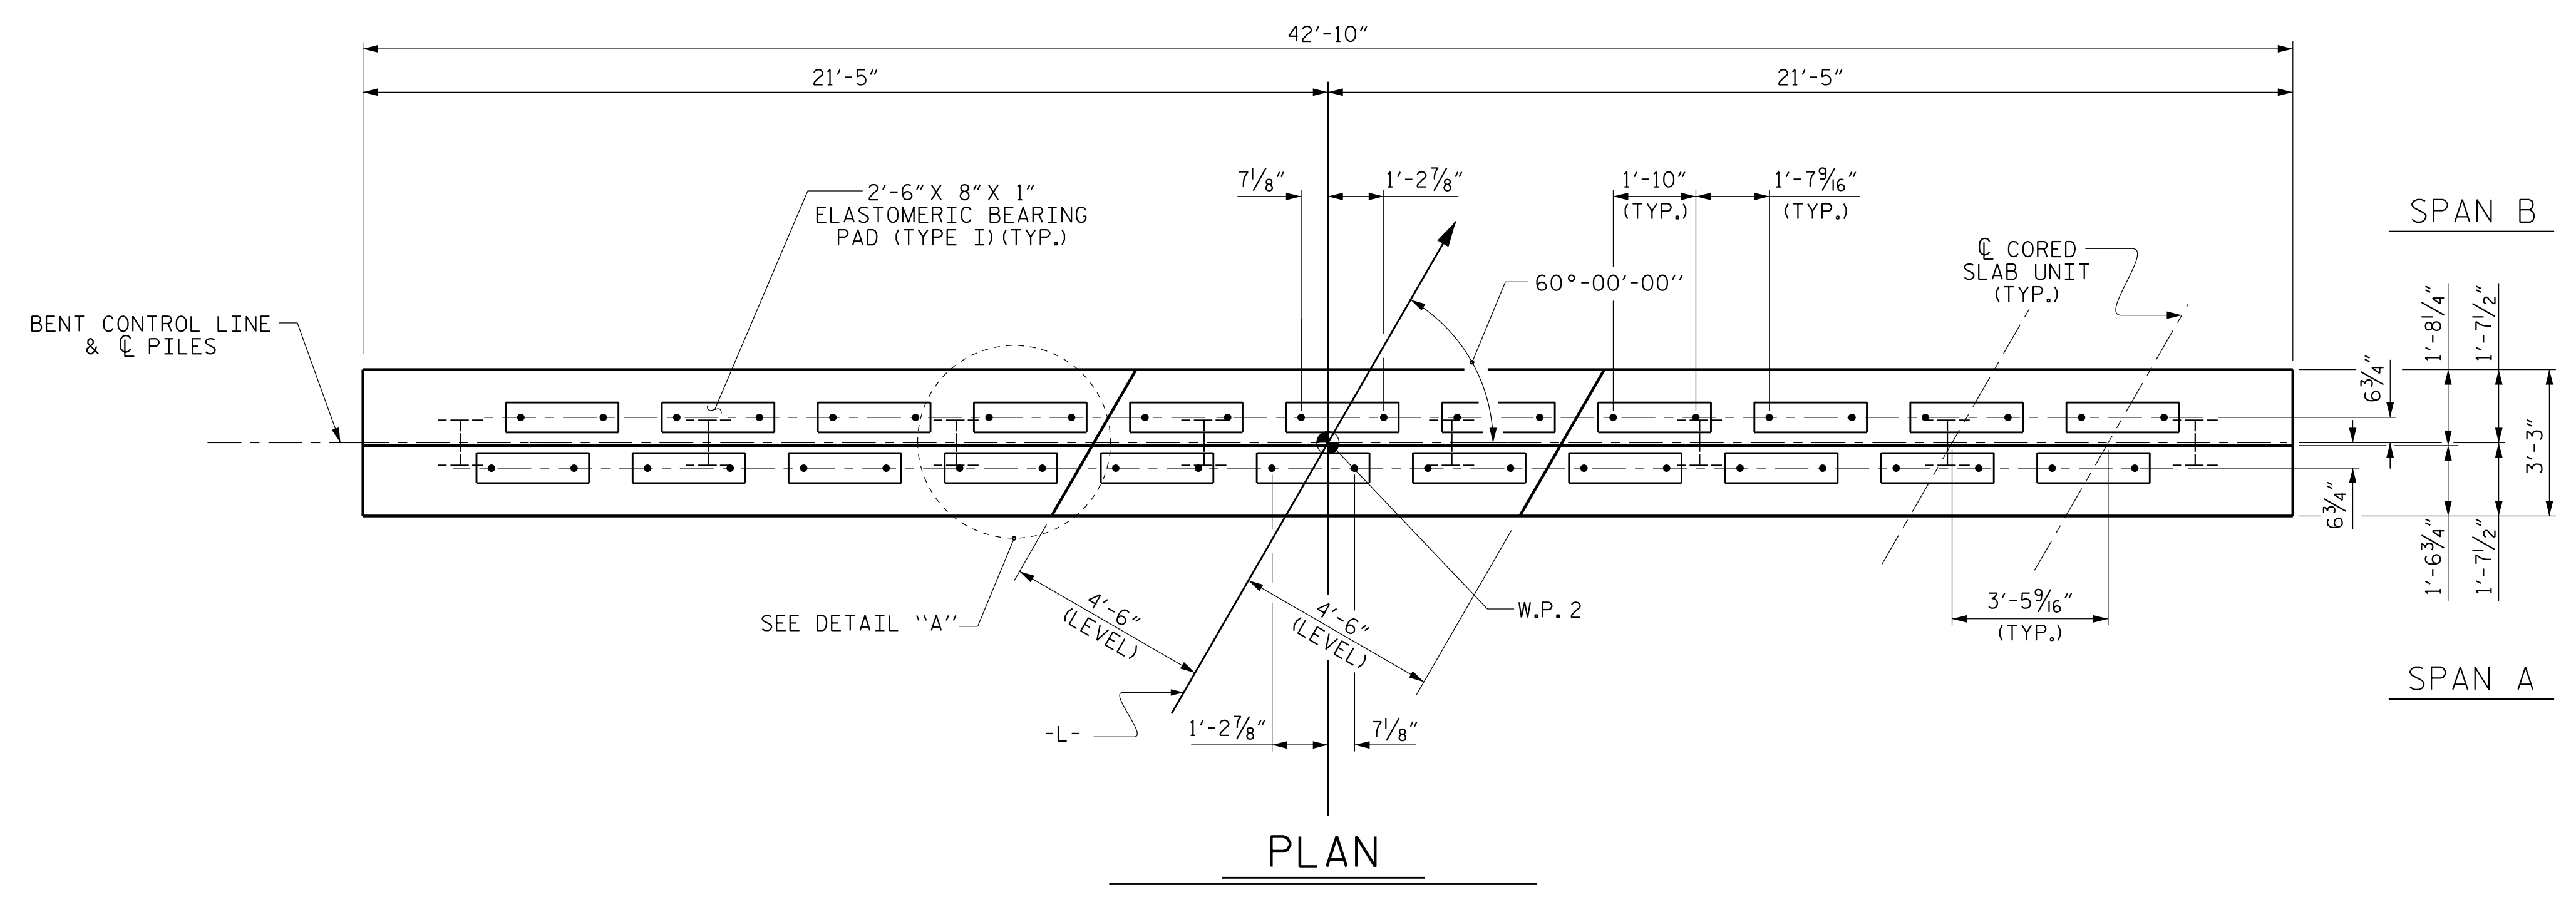 42'-10"
21'-5"
21'-5"
7 1/8"
1'-2 7/8"
1'-10"
(TYP.)
1'-7 9/16"
(TYP.)
2'-6" X 8" X 1"
ELASTOMERIC BEARING
PAD (TYPE I) (TYP.)
SPAN B
℄ CORED
SLAB UNIT
(TYP.)
60°-00'-00''
BENT CONTROL LINE
& ℄ PILES
1'-8 1/4"
1'-7 1/2"
6 3/4"
3'-3"
6 3/4"
1'-6 3/4"
1'-7 1/2"
4'-6"
(LEVEL)
4'-6"
(LEVEL)
SEE DETAIL "A"
W.P. 2
3'-5 9/16"
(TYP.)
SPAN A
-L-
1'-2 7/8"
7 1/8"
PLAN